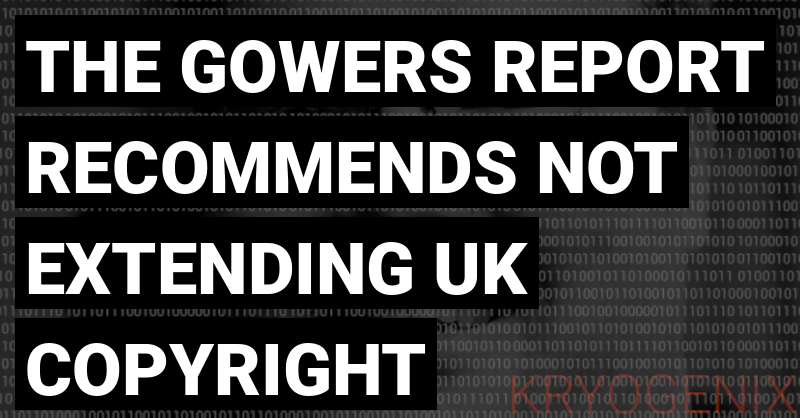 THE GOWERS REPORT
RECOMMENDS NOT
EXTENDING UK
COPYRIGHT
KRYOGENIX